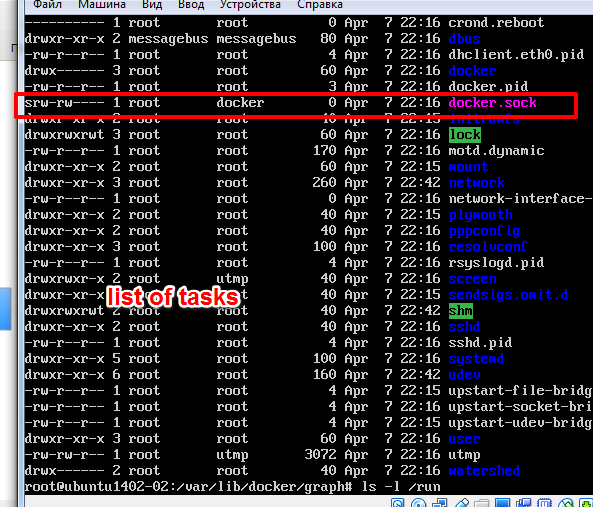 Файл Машина Вид Ввод Устройства Справка
---------- 1 root root 0 Apr 7 22:16 crond.reboot
drwxr-xr-x 2 messagebus messagebus 80 Apr 7 22:16 dbus
-rw-r--r-- 1 root root 4 Apr 7 22:16 dhclient.eth0.pid
drwx------ 3 root root 60 Apr 7 22:16 docker
-rw-r--r-- 1 root root 3 Apr 7 22:16 docker.pid
srw-rw---- 1 root docker 0 Apr 7 22:16 docker.sock
drwxr-xr-x 2 root root 40 Apr 7 22:15 initramfs
drwxrwxrwt 3 root root 60 Apr 7 22:16 lock
-rw-r--r-- 1 root root 170 Apr 7 22:16 motd.dynamic
drwxr-xr-x 2 root root 60 Apr 7 22:15 mount
drwxr-xr-x 3 root root 260 Apr 7 22:42 network
-rw-r--r-- 1 root root 0 Apr 7 22:16 network-interface-
drwxr-xr-x 2 root root 40 Apr 7 22:15 plymouth
drwxr-xr-x 2 root root 40 Apr 7 22:16 pppconfig
drwxr-xr-x 3 root root 100 Apr 7 22:16 resolvconf
-rw-r--r-- 1 root root 4 Apr 7 22:16 rsyslogd.pid
drwxrwxr-x 2 root utmp 40 Apr 7 22:16 screen
drwxr-xr-x 2 root 40 Apr 7 22:15 sendsigs.omit.d
list of tasks
drwxrwxrwt 2 root 40 Apr 7 22:42 shm
drwxr-xr-x 2 root root 40 Apr 7 22:16 sshd
-rw-r--r-- 1 root root 4 Apr 7 22:16 sshd.pid
drwxr-xr-x 5 root root 100 Apr 7 22:16 systemd
drwxr-xr-x 6 root root 160 Apr 7 22:42 udev
-rw-r--r-- 1 root root 4 Apr 7 22:15 upstart-file-bridg
-rw-r--r-- 1 root root 4 Apr 7 22:16 upstart-socket-bri
-rw-r--r-- 1 root root 4 Apr 7 22:15 upstart-udev-bridg
drwxr-xr-x 3 root root 60 Apr 7 22:16 user
-rw-rw-r-- 1 root utmp 3072 Apr 7 22:16 utmp
drwx------ 2 root root 40 Apr 7 22:16 watershed
root@ubuntu1402-02:/var/lib/docker/graph# ls -l /run